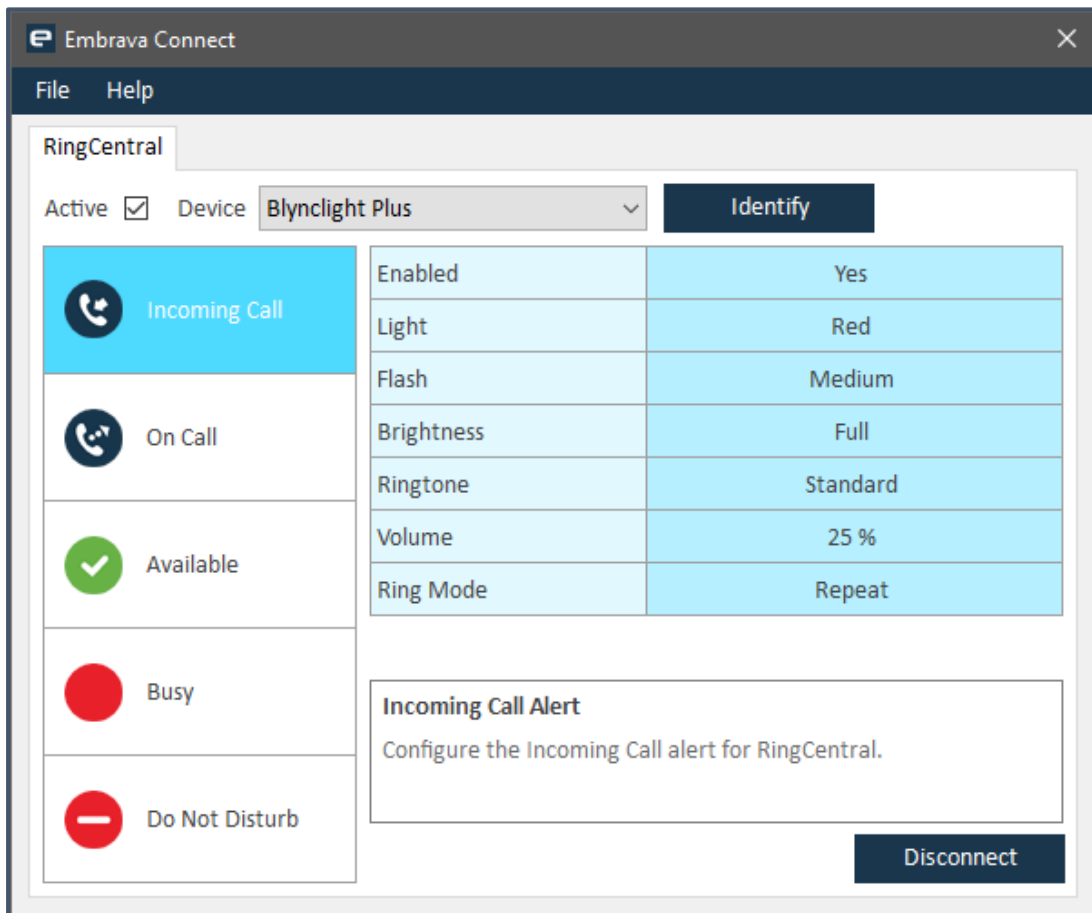 Embrava Connect
File Help
RingCentral
Active Device Blynclight Plus Identify
Incoming Call
On Call
Available
Busy
Do Not Disturb
Enabled Yes
Light Red
Flash Medium
Brightness Full
Ringtone Standard
Volume 25 %
Ring Mode Repeat
Incoming Call Alert
Configure the Incoming Call alert for RingCentral.
Disconnect